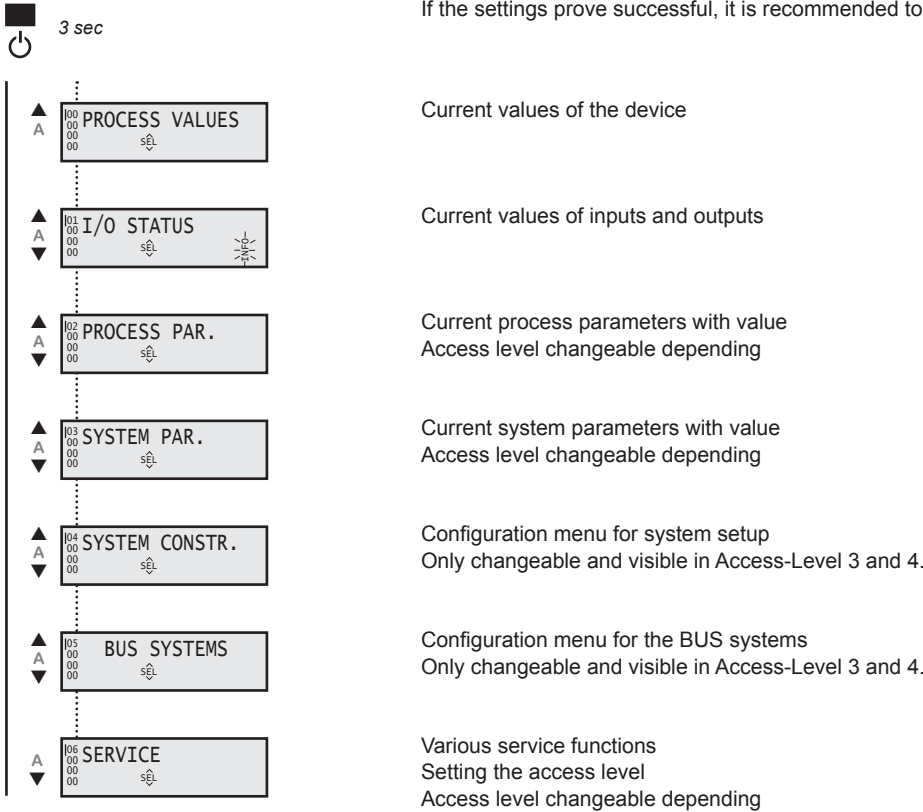 If the settings prove successful, it is recommended to
3 sec
A
00
00
00
00
PROCESS VALUES
SEL
Current values of the device
A
01
00
00
00
I/O STATUS
SEL
INFO
Current values of inputs and outputs
A
02
00
00
00
PROCESS PAR.
SEL
Current process parameters with value
Access level changeable depending
A
03
00
00
00
SYSTEM PAR.
SEL
Current system parameters with value
Access level changeable depending
A
04
00
00
00
SYSTEM CONSTR.
SEL
Configuration menu for system setup
Only changeable and visible in Access-Level 3 and 4.
A
05
00
00
00
BUS SYSTEMS
SEL
Configuration menu for the BUS systems
Only changeable and visible in Access-Level 3 and 4.
A
06
00
00
00
SERVICE
SEL
Various service functions
Setting the access level
Access level changeable depending